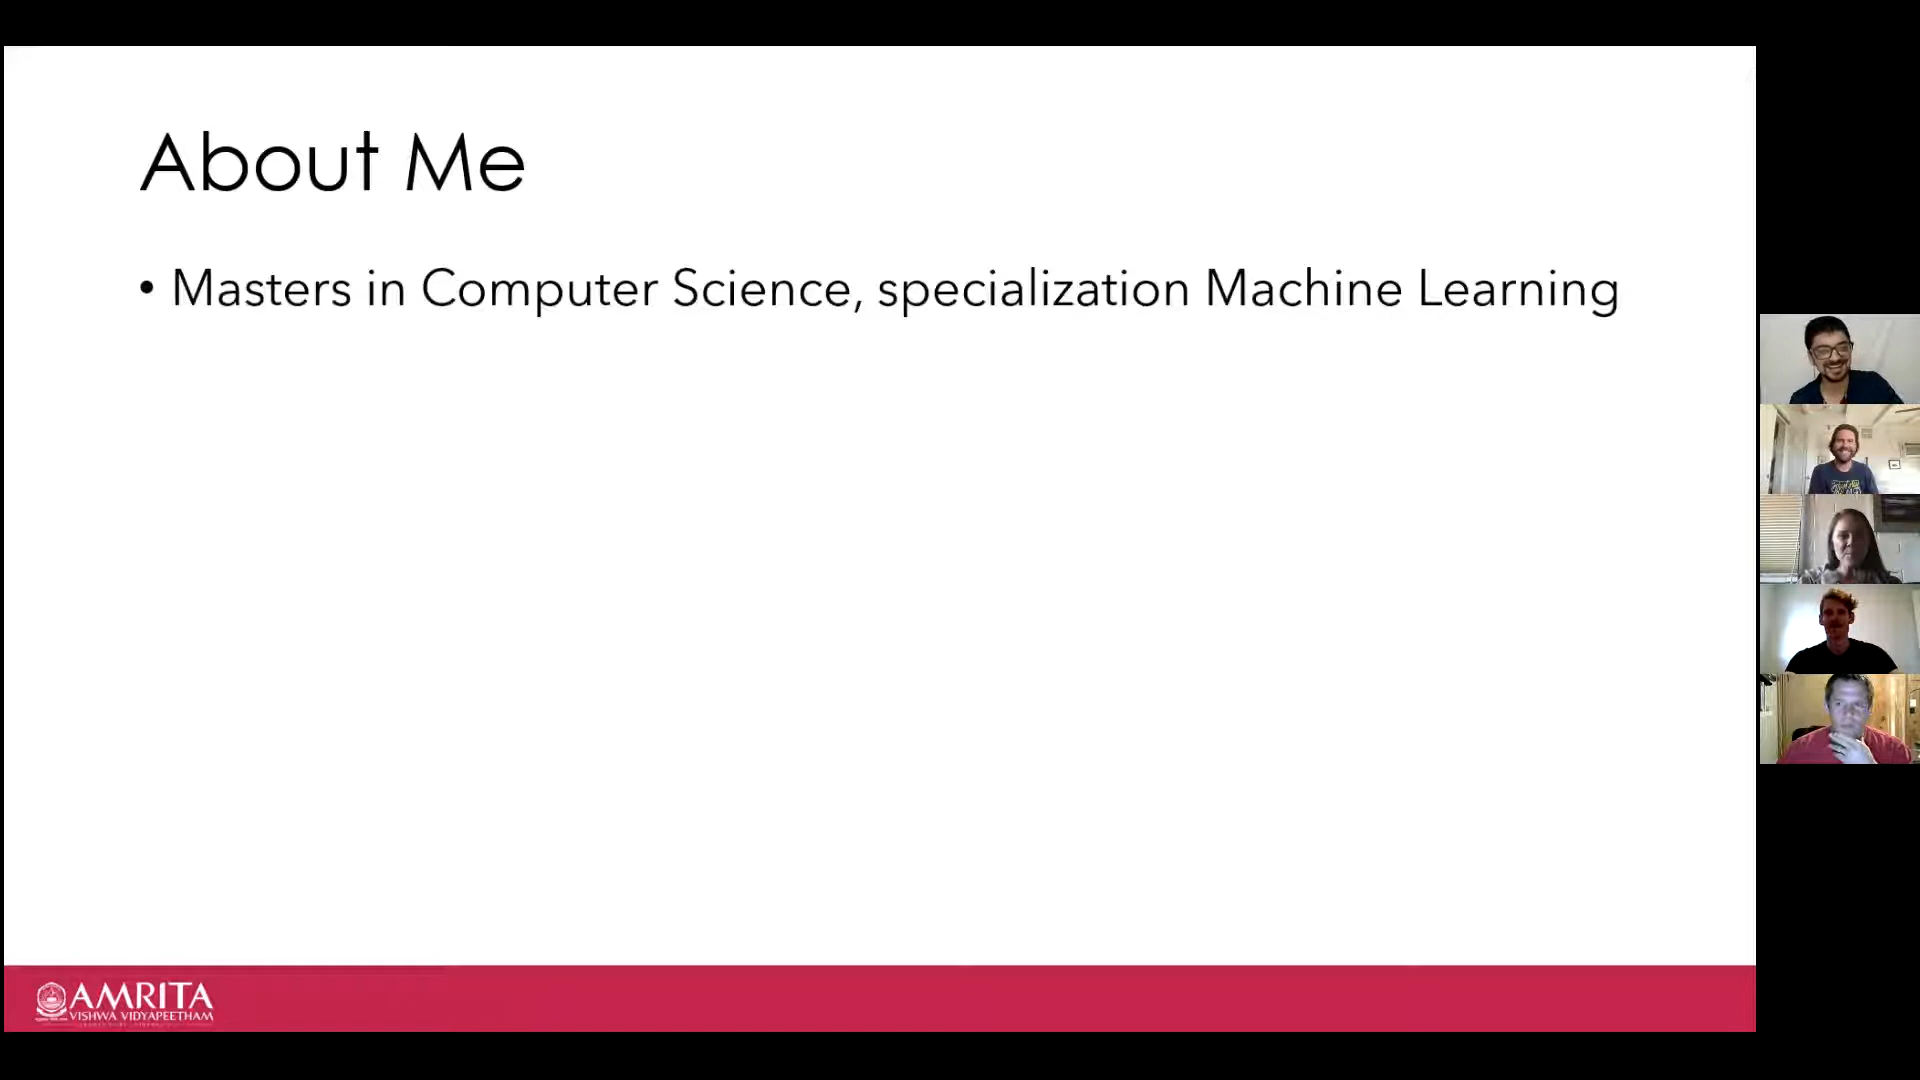 About Me
• Masters in Computer Science, specialization Machine Learning
AMRITA
VISHWA VIDYAPEETHAM